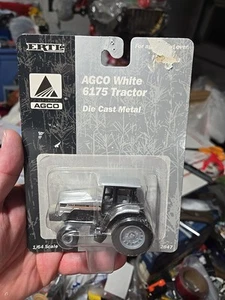 ERTL
AGCO
AGCO White
6175 Tractor
Die Cast Metal
1/64 Scale